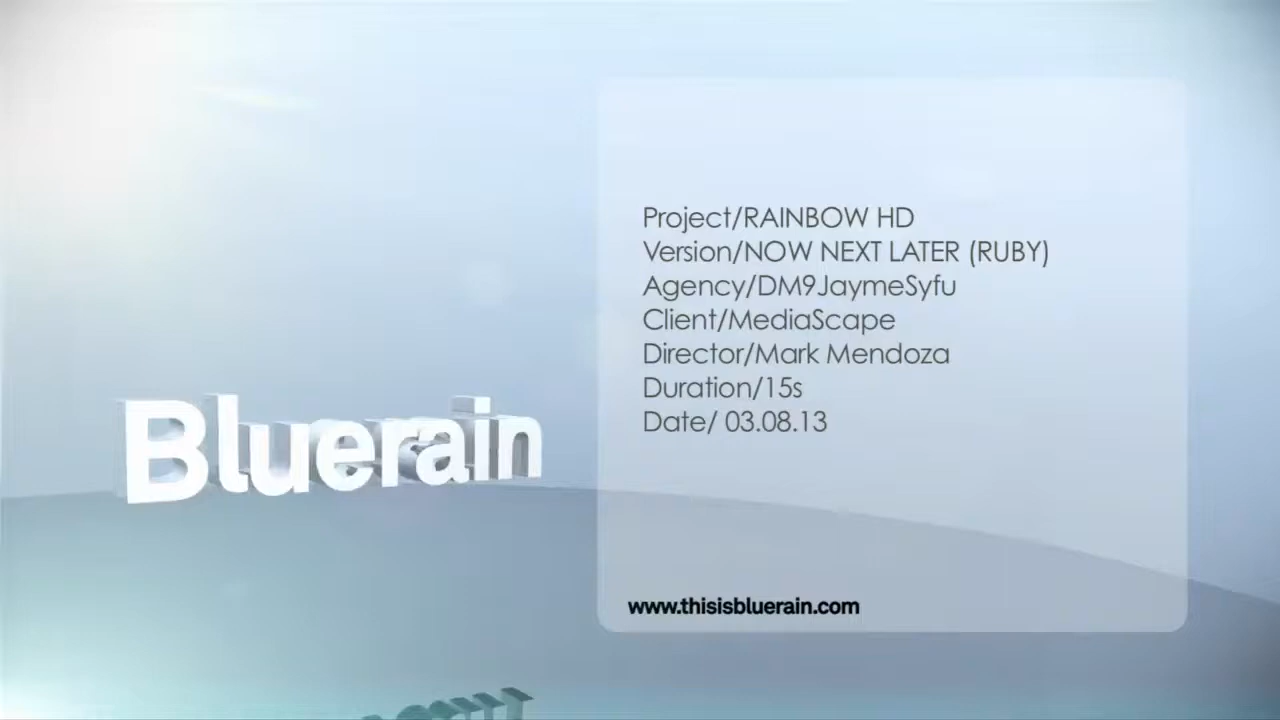 Project/RAINBOW HD
Version/NOW NEXT LATER (RUBY)
Agency/DM9JaymeSyfu
Client/MediaScape
Director/Mark Mendoza
Duration/15s
Date/ 03.08.13
Bluerain
www.thisisbluerain.com